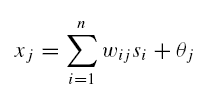 x_j = \sum_{i=1}^{n} w_{ij} s_i + \theta_j